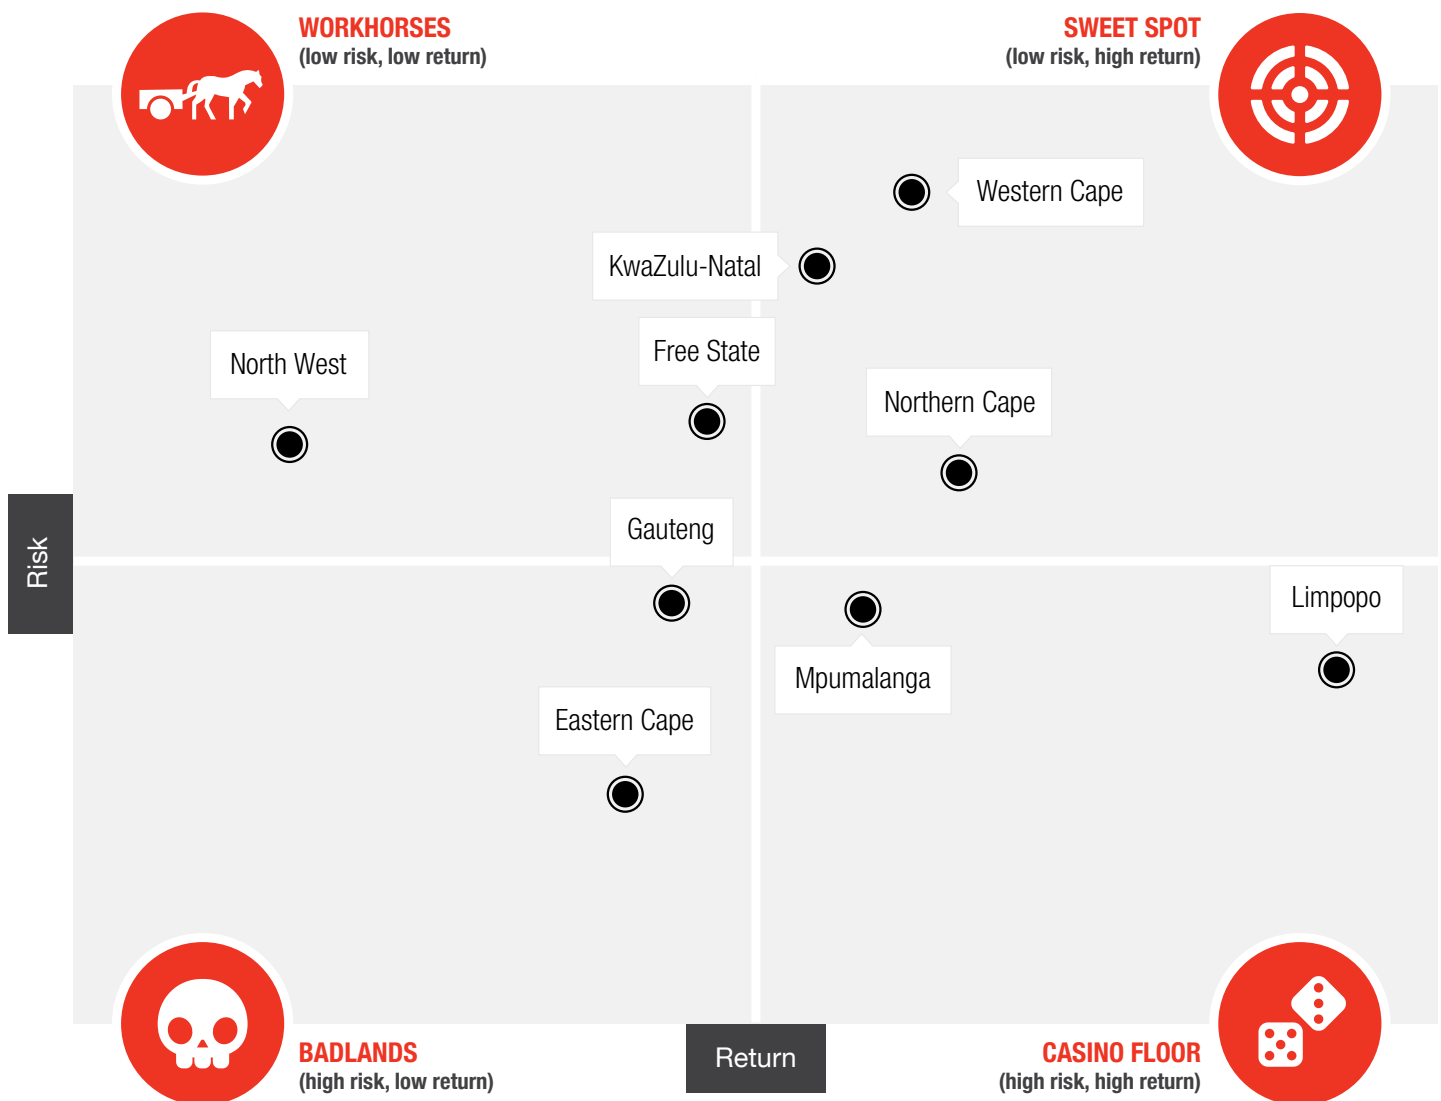 WORKHORSES
(low risk, low return)
SWEET SPOT
(low risk, high return)
Western Cape
KwaZulu-Natal
Free State
North West
Northern Cape
Gauteng
Risk
Limpopo
Mpumalanga
Eastern Cape
BADLANDS
(high risk, low return)
Return
CASINO FLOOR
(high risk, high return)